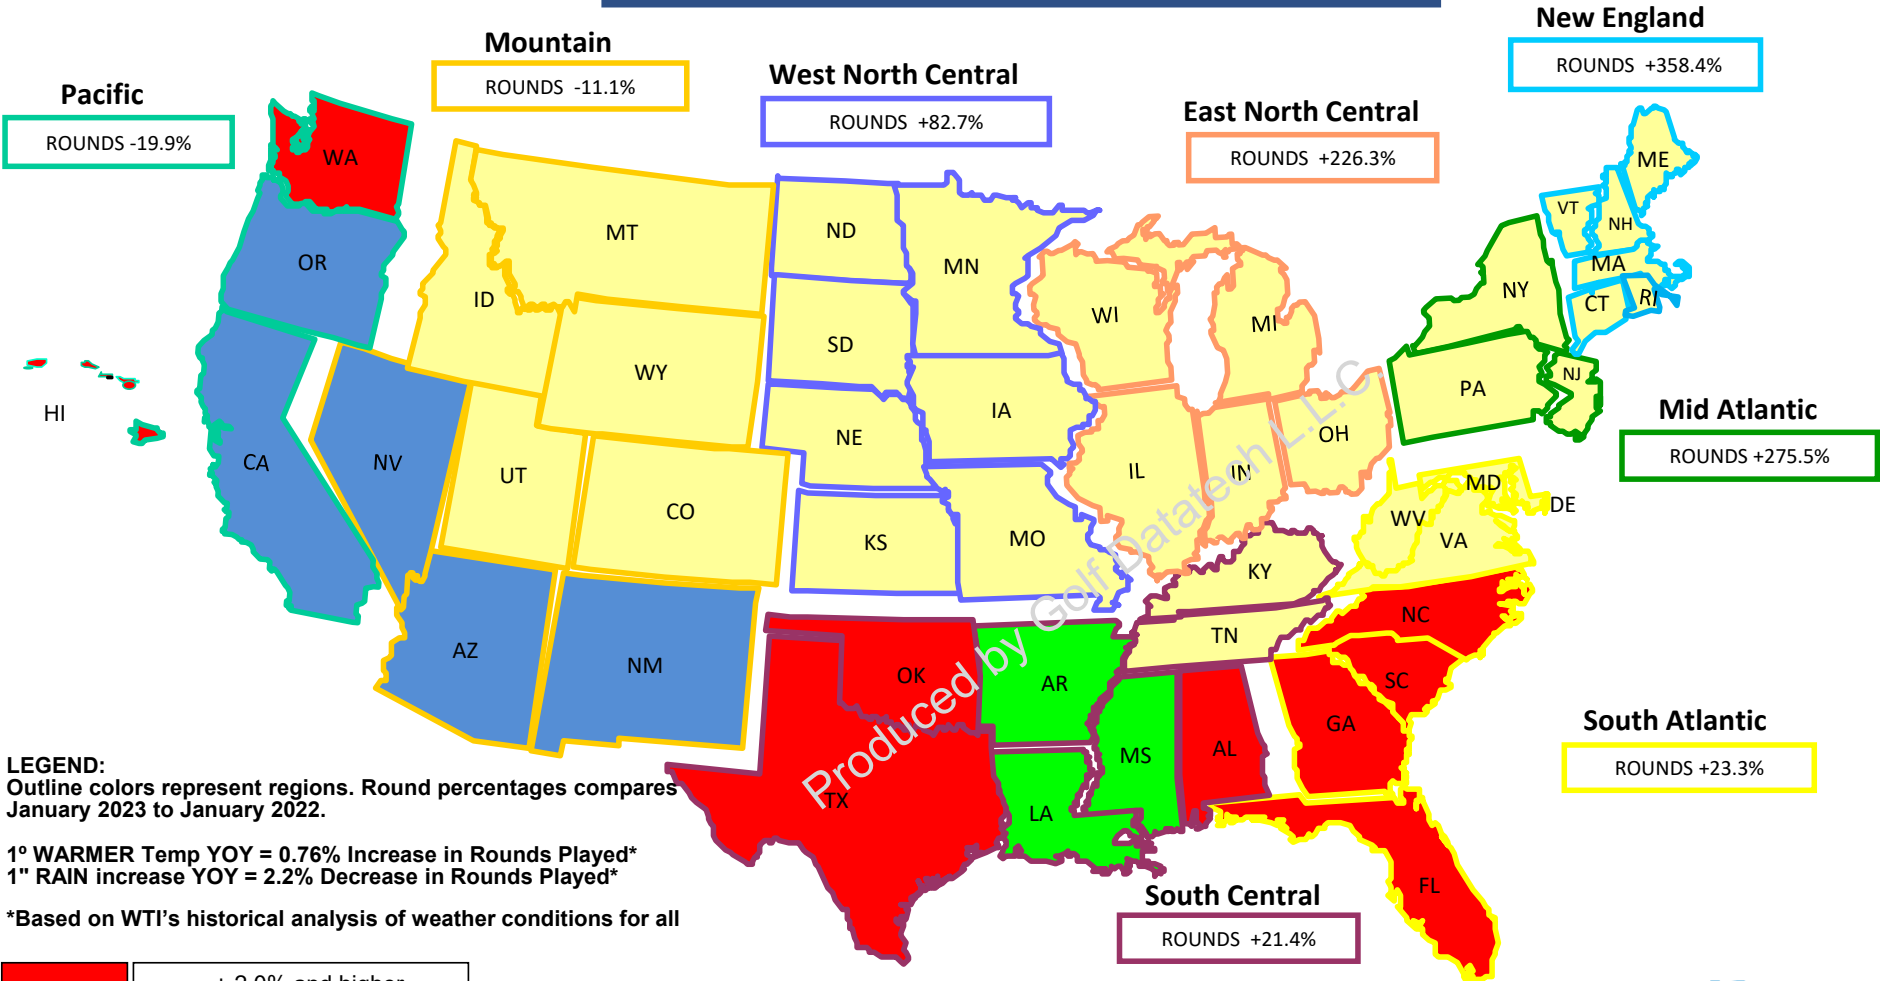 New England
ROUNDS +358.4%
Mountain
ROUNDS -11.1%
West North Central
ROUNDS +82.7%
Pacific
ROUNDS -19.9%
East North Central
ROUNDS +226.3%
WA
OR
CA
HI
MT
ID
WY
NV
UT
CO
AZ
NM
ND
MN
SD
IA
NE
KS
MO
WI
MI
IL
IN
OH
ME
VT
NH
MA
CT
RI
NY
PA
NJ
Mid Atlantic
ROUNDS +275.5%
MD
DE
WV
VA
KY
TN
NC
SC
GA
FL
OK
AR
TX
LA
MS
AL
Produced by Golf Datatech L.L.C.
South Atlantic
ROUNDS +23.3%
South Central
ROUNDS +21.4%
LEGEND:
Outline colors represent regions. Round percentages compares
January 2023 to January 2022.
1º WARMER Temp YOY = 0.76% Increase in Rounds Played*
1" RAIN increase YOY = 2.2% Decrease in Rounds Played*
*Based on WTI's historical analysis of weather conditions for all
and higher